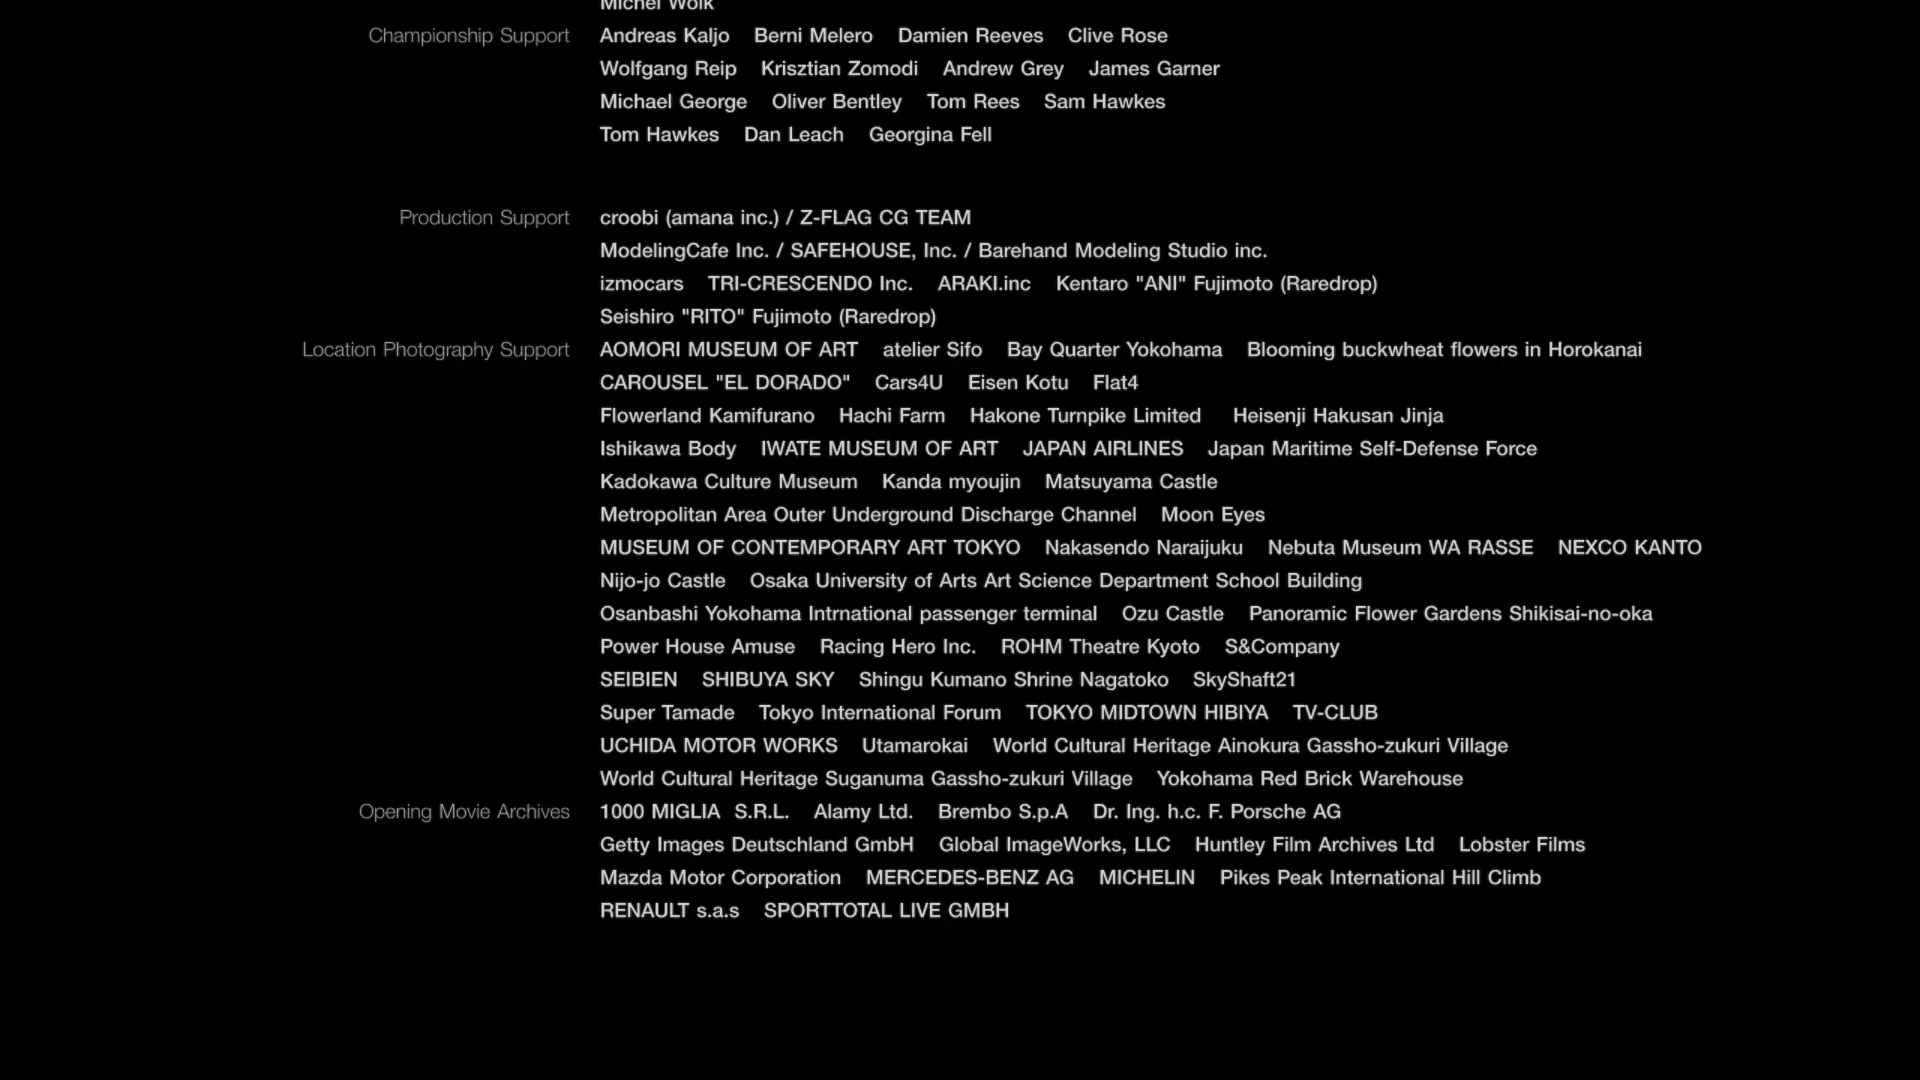 Michel Wolk
Championship Support Andreas Kaljo Berni Melero Damien Reeves Clive Rose
Wolfgang Reip Krisztian Zomodi Andrew Grey James Garner
Michael George Oliver Bentley Tom Rees Sam Hawkes
Tom Hawkes Dan Leach Georgina Fell
Production Support croobi (amana inc.) / Z-FLAG CG TEAM
ModelingCafe Inc. / SAFEHOUSE, Inc. / Barehand Modeling Studio inc.
izmocars TRI-CRESCENDO Inc. ARAKI.inc Kentaro "ANI" Fujimoto (Raredrop)
Seishiro "RITO" Fujimoto (Raredrop)
Location Photography Support AOMORI MUSEUM OF ART atelier Sifo Bay Quarter Yokohama Blooming buckwheat flowers in Horokanai
CAROUSEL "EL DORADO" Cars4U Eisen Kotu Flat4
Flowerland Kamifurano Hachi Farm Hakone Turnpike Limited Heisenji Hakusan Jinja
Ishikawa Body IWATE MUSEUM OF ART JAPAN AIRLINES Japan Maritime Self-Defense Force
Kadokawa Culture Museum Kanda myoujin Matsuyama Castle
Metropolitan Area Outer Underground Discharge Channel Moon Eyes
MUSEUM OF CONTEMPORARY ART TOKYO Nakasendo Naraijuku Nebuta Museum WA RASSE NEXCO KANTO
Nijo-jo Castle Osaka University of Arts Art Science Department School Building
Osanbashi Yokohama Intrnational passenger terminal Ozu Castle Panoramic Flower Gardens Shikisai-no-oka
Power House Amuse Racing Hero Inc. ROHM Theatre Kyoto S&Company
SEIBIEN SHIBUYA SKY Shingu Kumano Shrine Nagatoko SkyShaft21
Super Tamade Tokyo International Forum TOKYO MIDTOWN HIBIYA TV-CLUB
UCHIDA MOTOR WORKS Utamarokai World Cultural Heritage Ainokura Gassho-zukuri Village
World Cultural Heritage Suganuma Gassho-zukuri Village Yokohama Red Brick Warehouse
Opening Movie Archives 1000 MIGLIA S.R.L. Alamy Ltd. Brembo S.p.A Dr. Ing. h.c. F. Porsche AG
Getty Images Deutschland GmbH Global ImageWorks, LLC Huntley Film Archives Ltd Lobster Films
Mazda Motor Corporation MERCEDES-BENZ AG MICHELIN Pikes Peak International Hill Climb
RENAULT s.a.s SPORTTOTAL LIVE GMBH